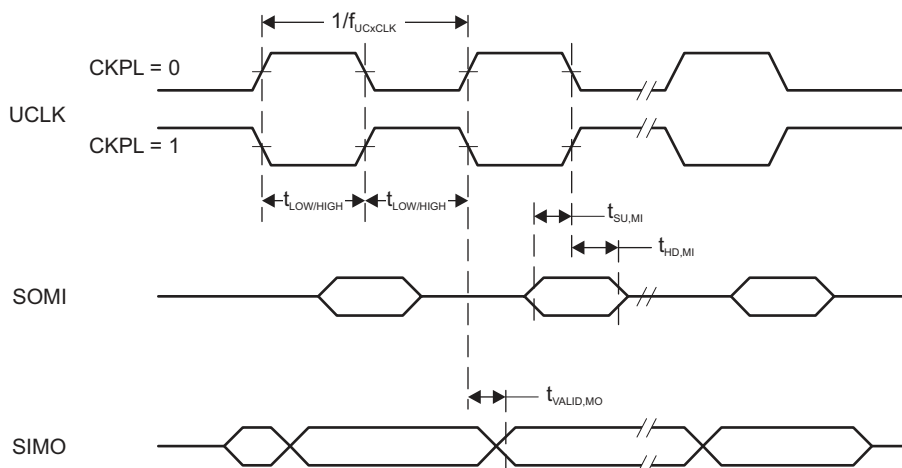 1/fUCxCLK
CKPL = 0
UCLK
CKPL = 1
tLOW/HIGH tLOW/HIGH
tSU,MI
tHD,MI
SOMI
tVALID,MO
SIMO